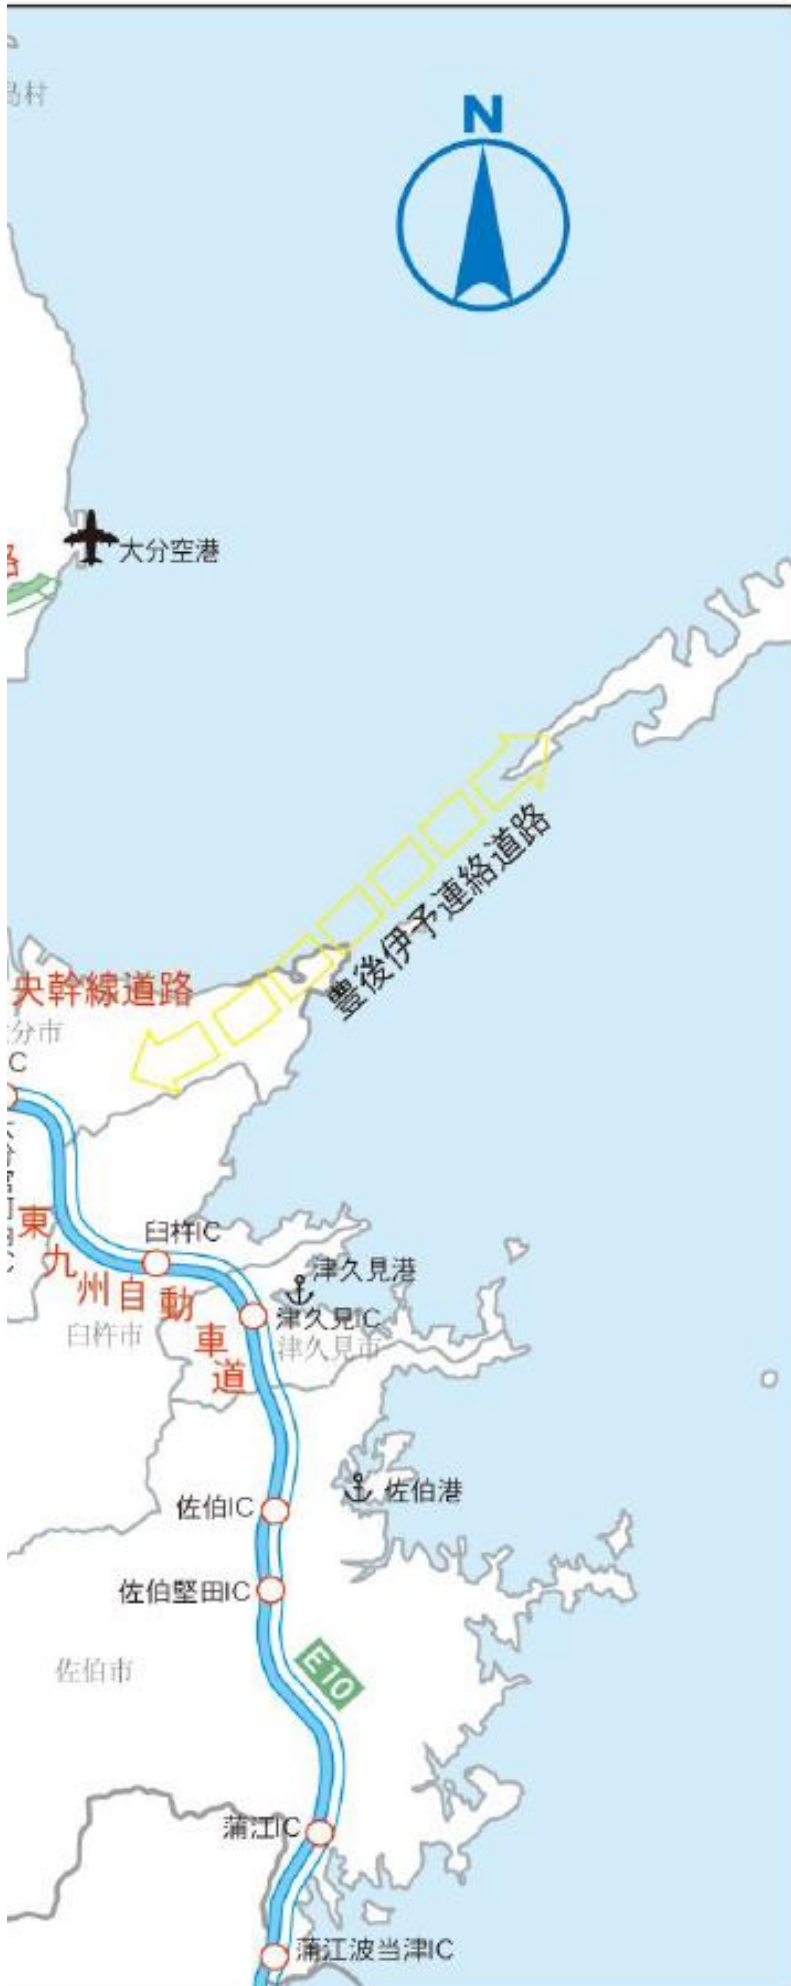 島村
N
大分空港
路
豊後伊予連絡道路
央幹線道路
分市
C
東九州自動車道
臼杵IC
津久見港
津久見IC
臼杵市
津久見市
佐伯港
佐伯IC
佐伯堅田IC
E10
佐伯市
蒲江IC
蒲江波当津IC